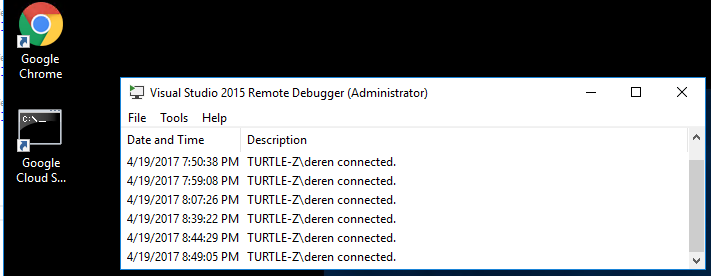 Google
Chrome
C:\_
Google
Cloud S...
Visual Studio 2015 Remote Debugger (Administrator)
File Tools Help
Date and Time Description
4/19/2017 7:50:38 PM TURTLE-Z\deren connected.
4/19/2017 7:59:08 PM TURTLE-Z\deren connected.
4/19/2017 8:07:26 PM TURTLE-Z\deren connected.
4/19/2017 8:39:22 PM TURTLE-Z\deren connected.
4/19/2017 8:44:29 PM TURTLE-Z\deren connected.
4/19/2017 8:49:05 PM TURTLE-Z\deren connected.